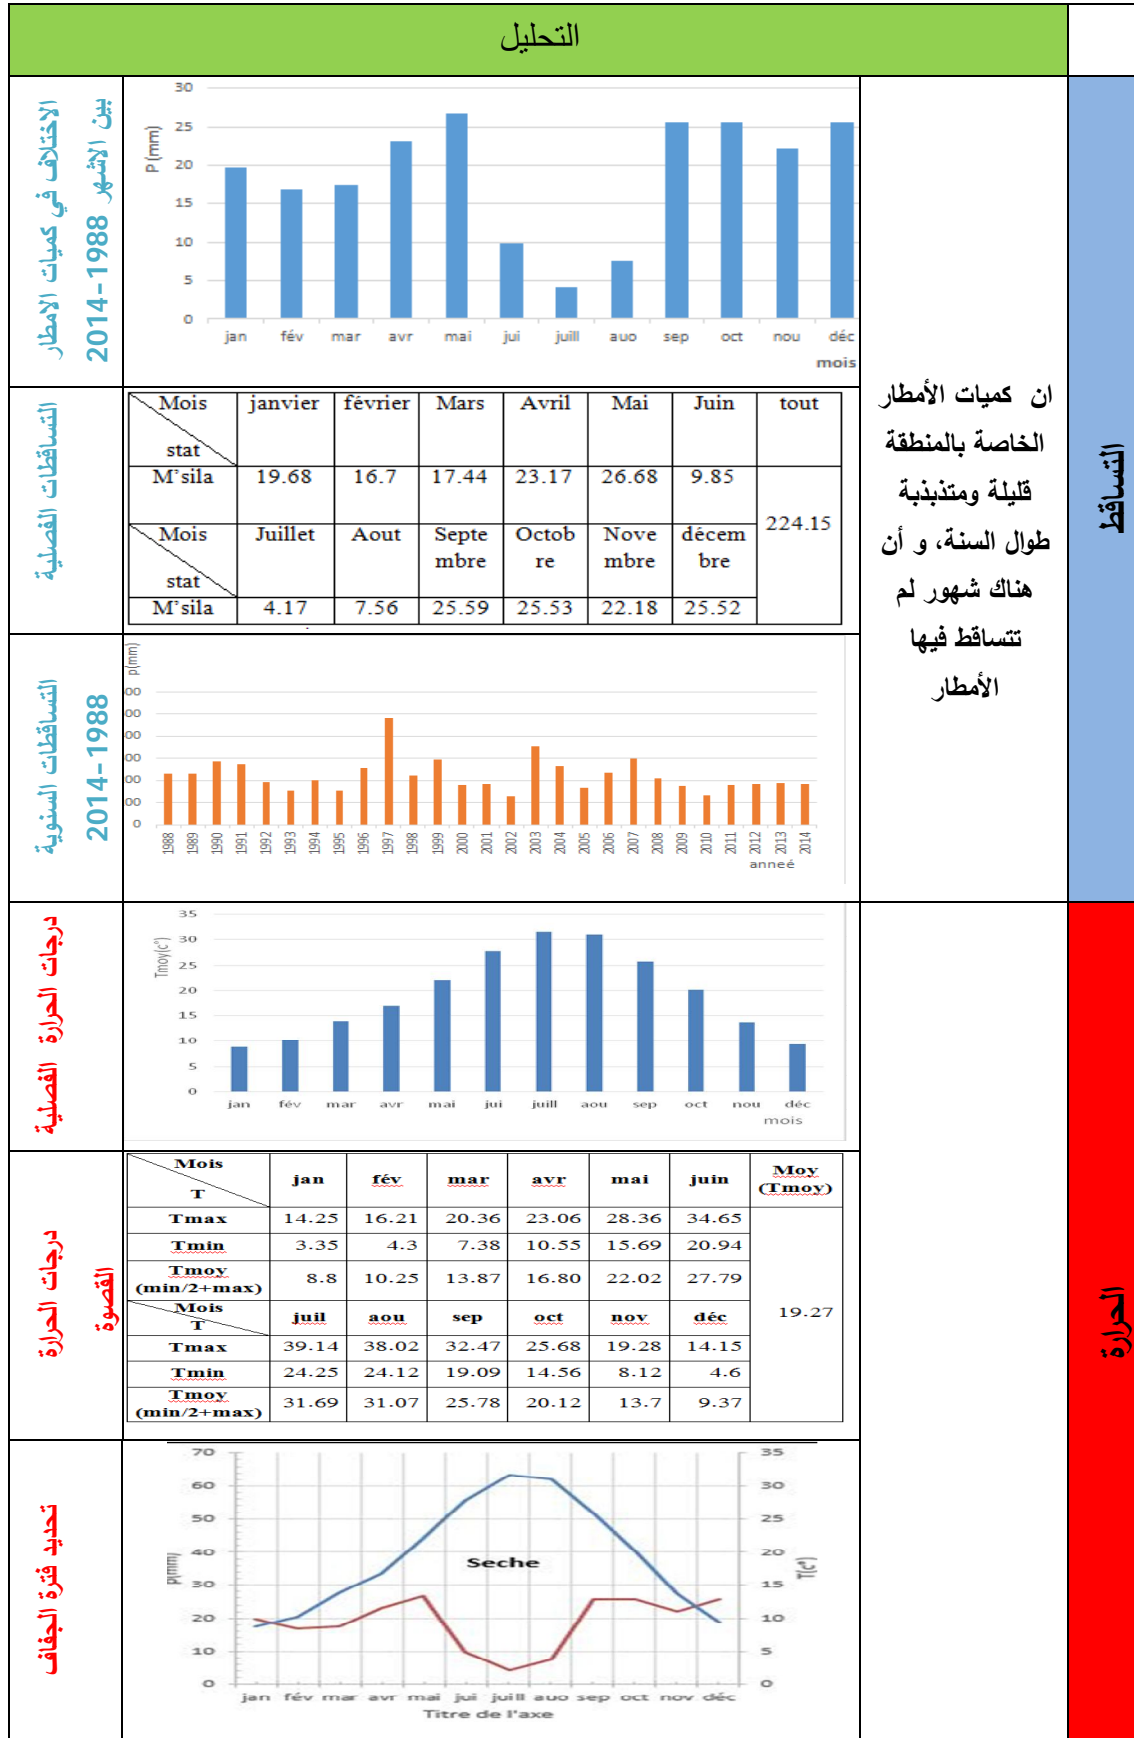 التحليل
التساقط
ان كميات الأمطار
الخاصة بالمنطقة
قليلة ومتذبذبة
طوال السنة، و أن
هناك شهور لم
تتساقط فيها
الأمطار
الاختلاف في كميات الامطار
بين الاشهر 1988-2014
P (mm)
30
25
20
15
10
5
0
jan fév mar avr mai jui juill auo sep oct nou déc
mois
التساقطات الفصلية
Mois janvier février Mars Avril Mai Juin tout
stat
M'sila 19.68 16.7 17.44 23.17 26.68 9.85
224.15
Mois Juillet Aout Septe Octob Nove décem
mbre re mbre bre
stat
M'sila 4.17 7.56 25.59 25.53 22.18 25.52
التساقطات السنوية
1988-2014
p(mm)
00
00
00
00
00
00
0
1988 1989 1990 1991 1992 1993 1994 1995 1996 1997 1998 1999 2000 2001 2002 2003 2004 2005 2006 2007 2008 2009 2010 2011 2012 2013 2014
anneé
الحرارة
درجات الحرارة الفصلية
Tmoy(c°)
35
30
25
20
15
10
5
0
jan fév mar avr mai jui juill aou sep oct nou déc
mois
درجات الحرارة
القصوة
Mois jan fév mar avr mai juin Moy
T (Tmoy)
Tmax 14.25 16.21 20.36 23.06 28.36 34.65
Tmin 3.35 4.3 7.38 10.55 15.69 20.94
Tmoy 8.8 10.25 13.87 16.80 22.02 27.79
(min/2+max)
19.27
Mois juil aou sep oct nov déc
T
Tmax 39.14 38.02 32.47 25.68 19.28 14.15
Tmin 24.25 24.12 19.09 14.56 8.12 4.6
Tmoy 31.69 31.07 25.78 20.12 13.7 9.37
(min/2+max)
تحديد فترة الجفاف
70 35
60 30
50 25
40 20
30 15
20 10
10 5
0 0
p(mm)
T(c°)
Seche
jan fév mar avr mai jui juill auo sep oct nov déc
Titre de l'axe